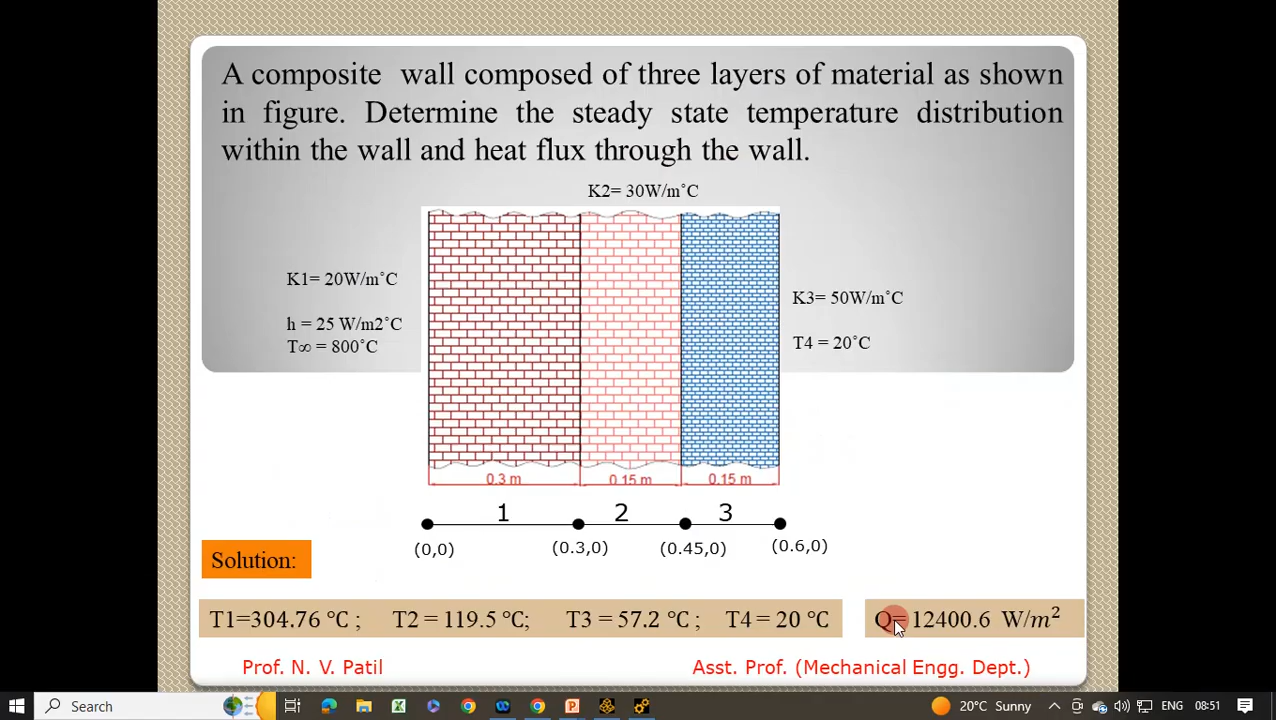 A composite wall composed of three layers of material as shown
in figure. Determine the steady state temperature distribution
within the wall and heat flux through the wall.
K2= 30W/m˚C
K1= 20W/m˚C
h = 25 W/m2˚C
T∞ = 800˚C
K3= 50W/m˚C
T4 = 20˚C
0.3 m 0.15 m 0.15 m
1 2 3
(0,0) (0.3,0) (0.45,0) (0.6,0)
Solution:
T1=304.76 ℃ ; T2 = 119.5 ℃; T3 = 57.2 ℃ ; T4 = 20 ℃ Q= 12400.6 W/m²
Prof. N. V. Patil Asst. Prof. (Mechanical Engg. Dept.)
Search 20°C Sunny ENG 08:51